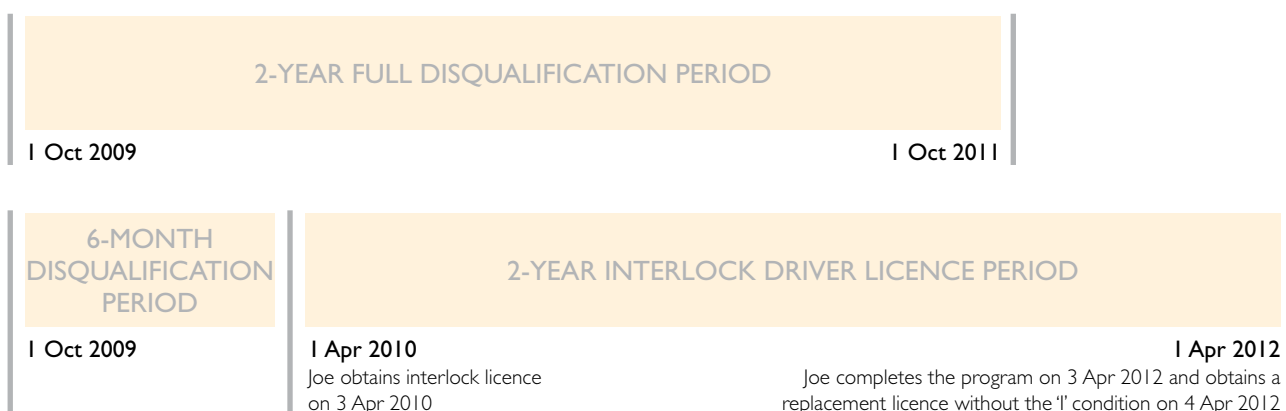 2-YEAR FULL DISQUALIFICATION PERIOD
1 Oct 2009
1 Oct 2011
6-MONTH
DISQUALIFICATION
PERIOD
2-YEAR INTERLOCK DRIVER LICENCE PERIOD
1 Oct 2009
1 Apr 2010
1 Apr 2012
Joe obtains interlock licence
on 3 Apr 2010
Joe completes the program on 3 Apr 2012 and obtains a
replacement licence without the ‘I’ condition on 4 Apr 2012